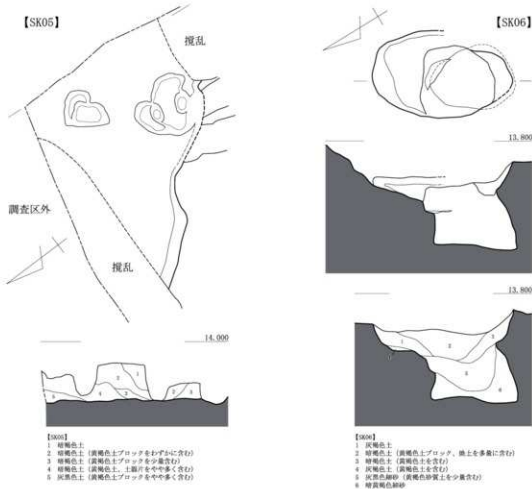 【SK05】
攪乱
調査区外
攪乱
14.000
【SK05】
1 暗褐色土
2 暗褐色土（黄褐色土ブロックをわずかに含む）
3 暗褐色土（黄褐色土ブロックを少量含む）
4 暗褐色土（黄褐色土、土器片をやや多く含む）
5 灰黒色土（黄褐色土ブロックをやや多く含む）
【SK06】
13.800
13.800
【SK06】
1 灰褐色土
2 暗褐色土（黄褐色土ブロック、焼土を多量に含む）
3 暗褐色土（黄褐色土を含む）
4 灰褐色土（黄褐色土を含む）
5 灰黒色細砂（黄褐色砂質土を少量含む）
6 暗黄褐色細砂